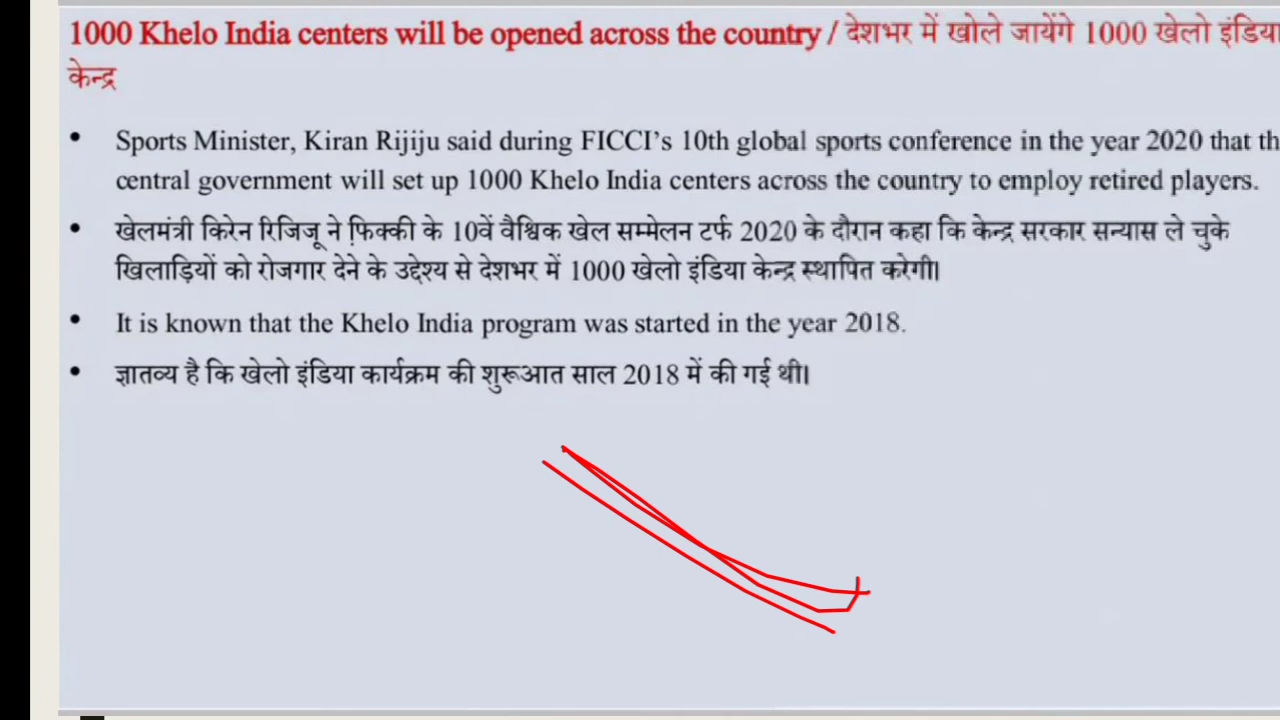 1000 Khelo India centers will be opened across the country / देशभर में खोले जायेंगे 1000 खेलो इंडिया
केन्द्र
• Sports Minister, Kiran Rijiju said during FICCI's 10th global sports conference in the year 2020 that th
central government will set up 1000 Khelo India centers across the country to employ retired players.
• खेलमंत्री किरेन रिजिजू ने फ़िक्की के 10वें वैश्विक खेल सम्मेलन टर्फ 2020 के दौरान कहा कि केन्द्र सरकार सन्यास ले चुके
खिलाड़ियों को रोजगार देने के उद्देश्य से देशभर में 1000 खेलो इंडिया केन्द्र स्थापित करेगी।
• It is known that the Khelo India program was started in the year 2018.
• ज्ञातव्य है कि खेलो इंडिया कार्यक्रम की शुरूआत साल 2018 में की गई थी।